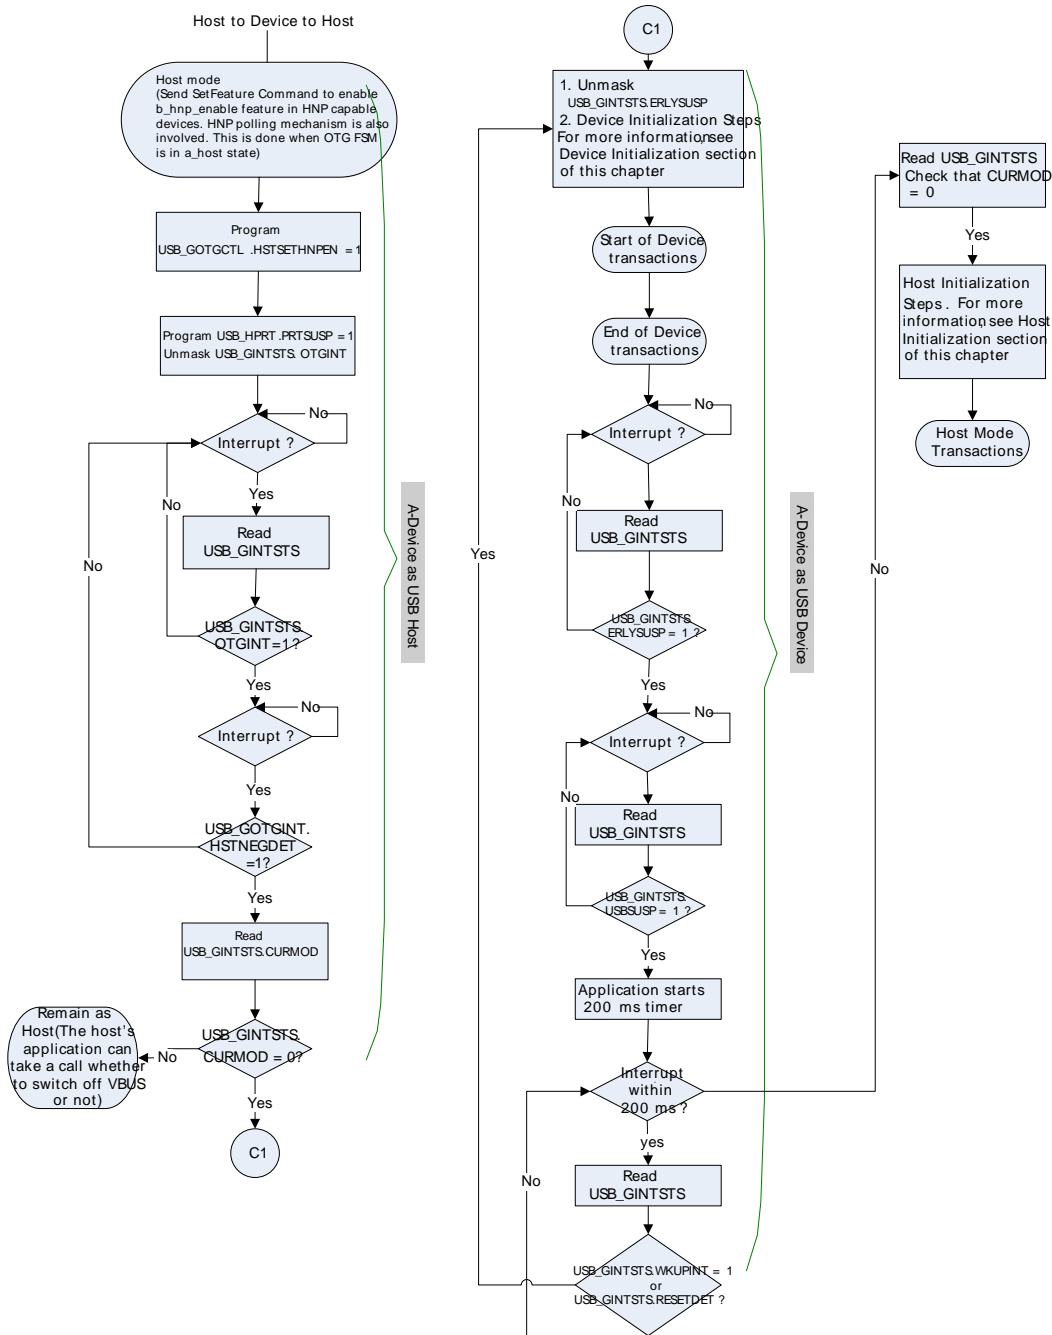 Host to Device to Host
Host mode
(Send SetFeature Command to enable
b_hnp_enable feature in HNP capable
devices. HNP polling mechanism is also
involved. This is done when OTG FSM
is in a_host state)
Program
USB_GOTGCTL .HSTSETHNPEN = 1
Program USB_HPRT .PRTSUSP = 1
Unmask USB_GINTSTS. OTGINT
No
Interrupt ?
Yes
No
Read
USB_GINTSTS
No
USB_GINTSTS.
OTGINT=1 ?
Yes
No
Interrupt ?
Yes
USB_GOTGINT.
HSTNEGDET
=1?
Yes
Read
USB_GINTSTS.CURMOD
USB_GINTSTS.
CURMOD = 0?
No
Remain as
Host(The host's
application can
take a call whether
to switch off VBUS
or not)
Yes
C1
A-Device as USB Host
C1
1. Unmask
USB_GINTSTS.ERLYSUSP
2. Device Initialization Steps
For more information, see
Device Initialization section
of this chapter
Start of Device
transactions
End of Device
transactions
No
Interrupt ?
No
Read
USB_GINTSTS
Yes
USB_GINTSTS.
ERLYSUSP = 1 ?
Yes
No
Interrupt ?
No
Read
USB_GINTSTS
USB_GINTSTS.
USBSUSP = 1 ?
Yes
Application starts
200 ms timer
Interrupt
within
200 ms ?
yes
No
Read
USB_GINTSTS
USB_GINTSTS.WKUPINT = 1
or
USB_GINTSTS.RESETDET ?
A-Device as USB Device
No
Read USB_GINTSTS
Check that CURMOD
= 0
Yes
Host Initialization
Steps. For more
information, see Host
Initialization section
of this chapter
Host Mode
Transactions